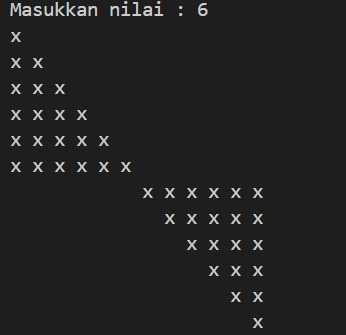 Masukkan nilai : 6
x
x x
x x x
x x x x
x x x x x
x x x x x x
            x x x x x x
              x x x x x
                x x x x
                  x x x
                    x x
                      x